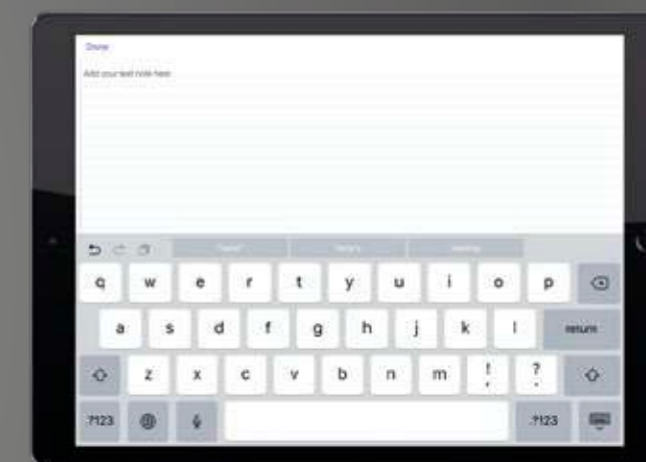 Done
Add your text note here
q w e r t y u i o p
a s d f g h j k l return
z x c v b n m ! , ? .
.?123 @ .?123